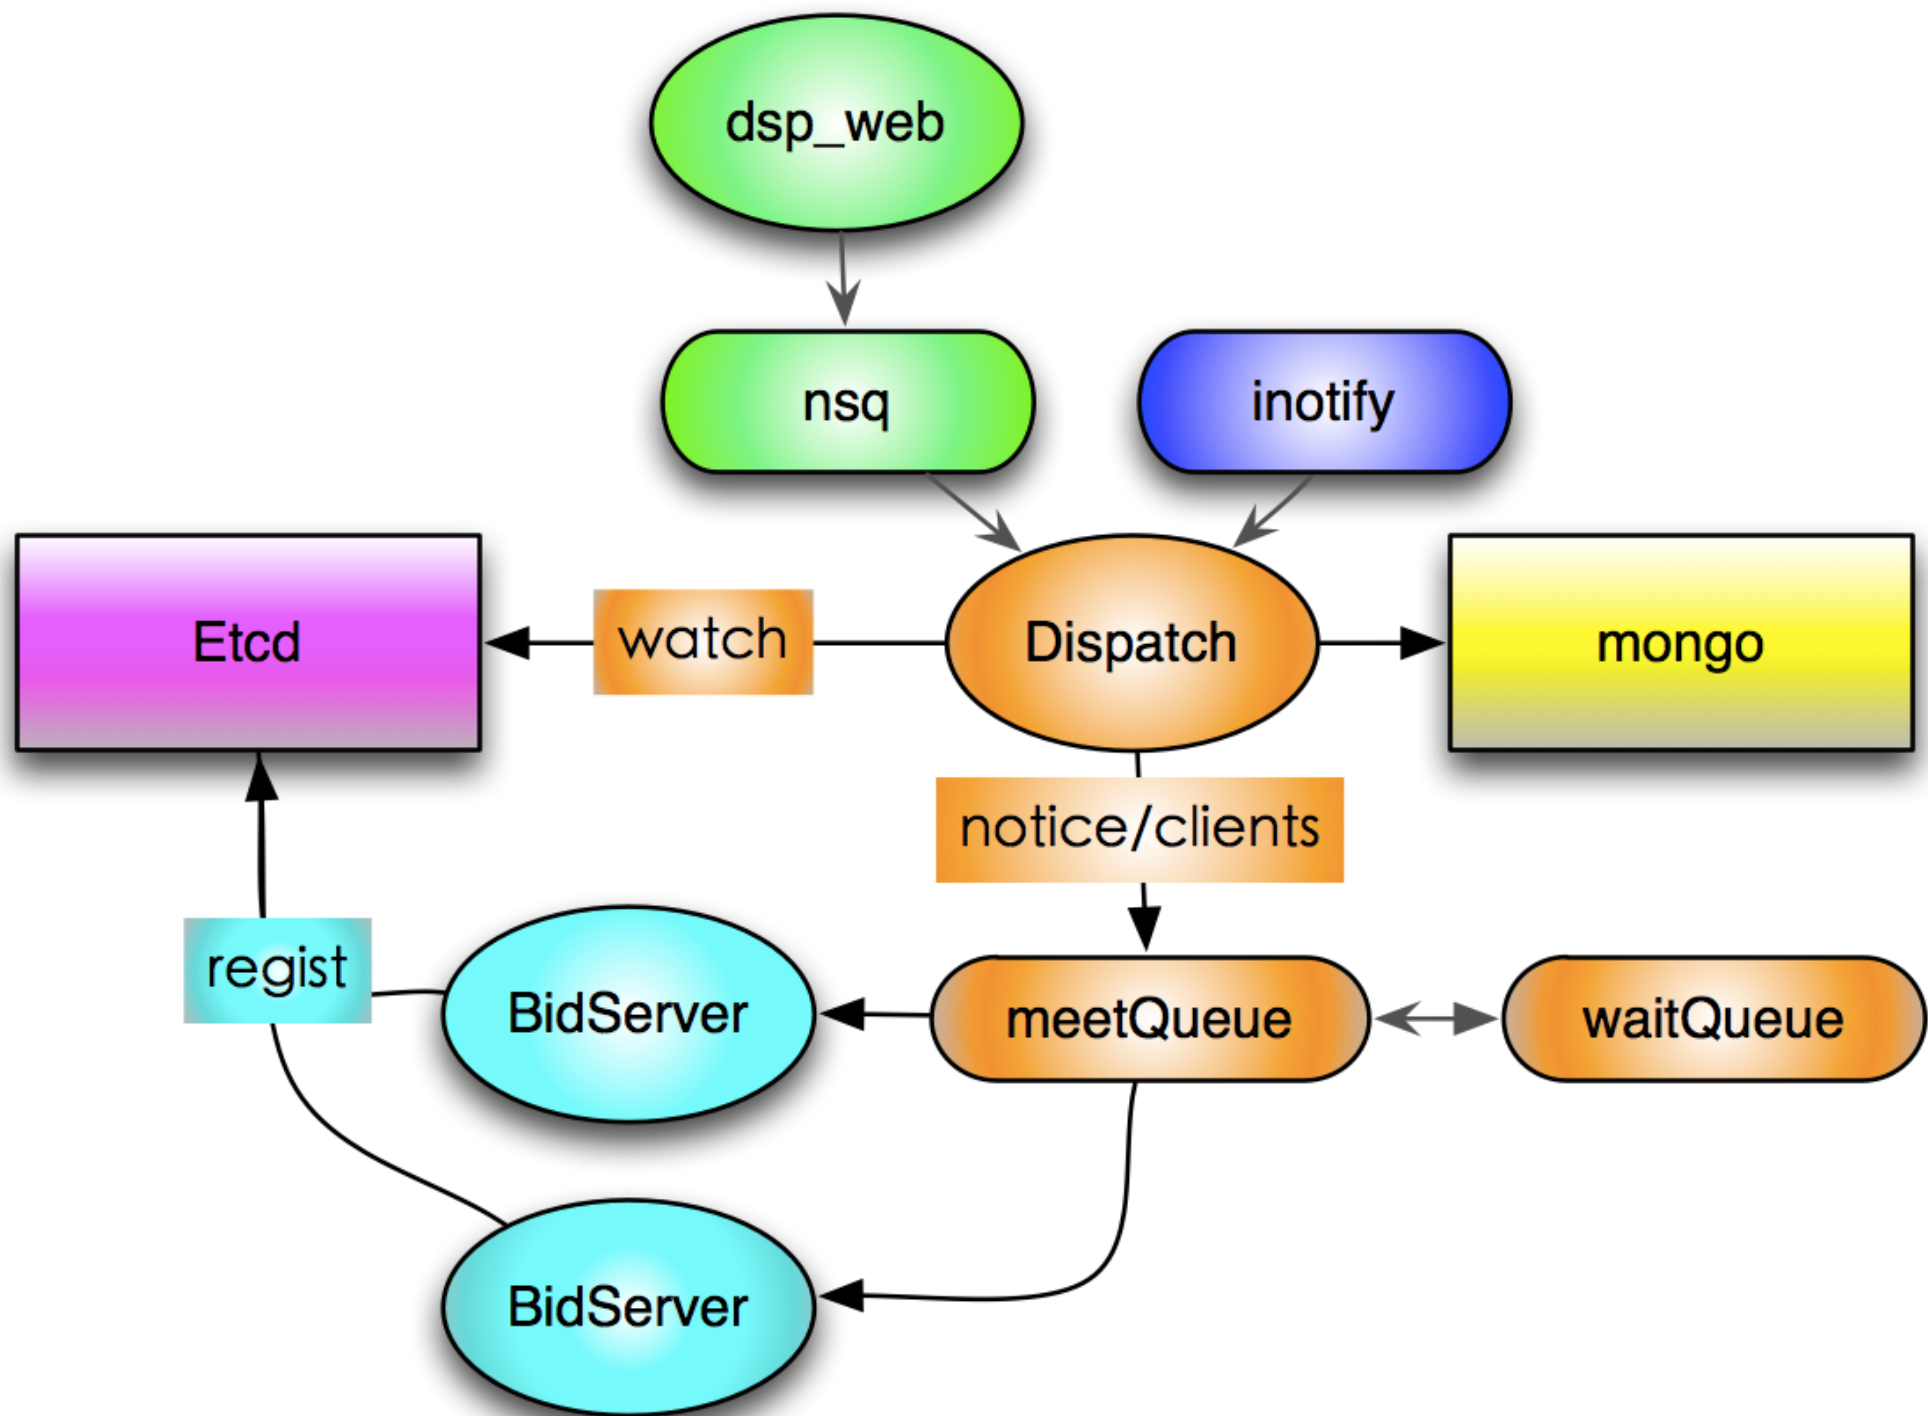 dsp_web
nsq
inotify
Etcd
watch
Dispatch
mongo
notice/clients
regist
BidServer
meetQueue
waitQueue
BidServer